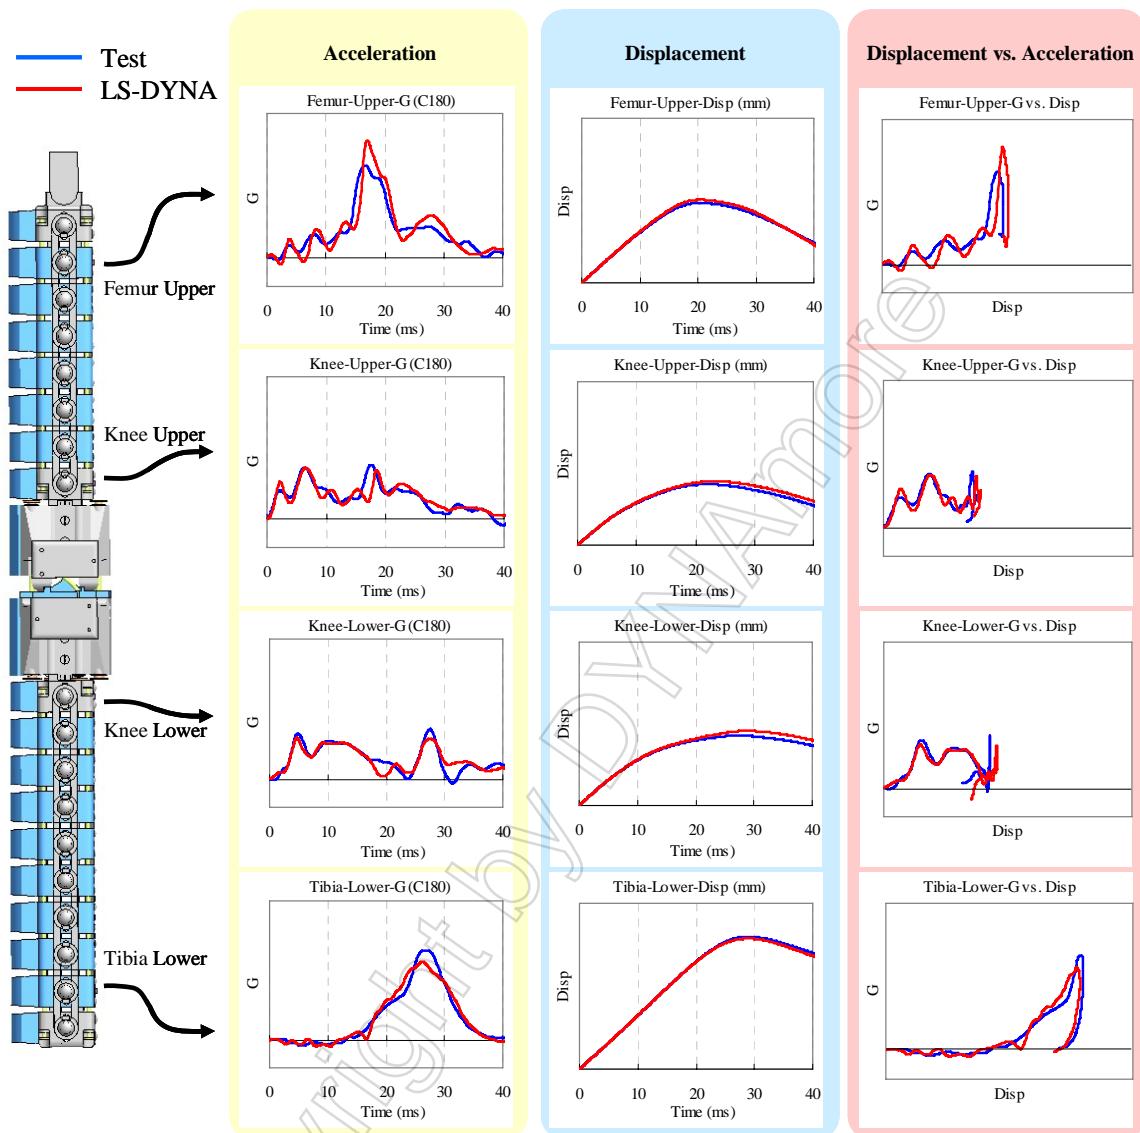 Test
LS-DYNA
Acceleration
Displacement
Displacement vs. Acceleration
Femur Upper
Knee Upper
Knee Lower
Tibia Lower
Femur-Upper-G (C180)
G
0 10 20 30 40
Time (ms)
Femur-Upper-Disp (mm)
Disp
0 10 20 30 40
Time (ms)
Femur-Upper-G vs. Disp
G
Disp
Knee-Upper-G (C180)
G
0 10 20 30 40
Time (ms)
Knee-Upper-Disp (mm)
Disp
0 10 20 30 40
Time (ms)
Knee-Upper-G vs. Disp
G
Disp
Knee-Lower-G (C180)
G
0 10 20 30 40
Time (ms)
Knee-Lower-Disp (mm)
Disp
0 10 20 30 40
Time (ms)
Knee-Lower-G vs. Disp
G
Disp
Tibia-Lower-G (C180)
G
0 10 20 30 40
Time (ms)
Tibia-Lower-Disp (mm)
Disp
0 10 20 30 40
Time (ms)
Tibia-Lower-G vs. Disp
G
Disp
yright by DYNAmore